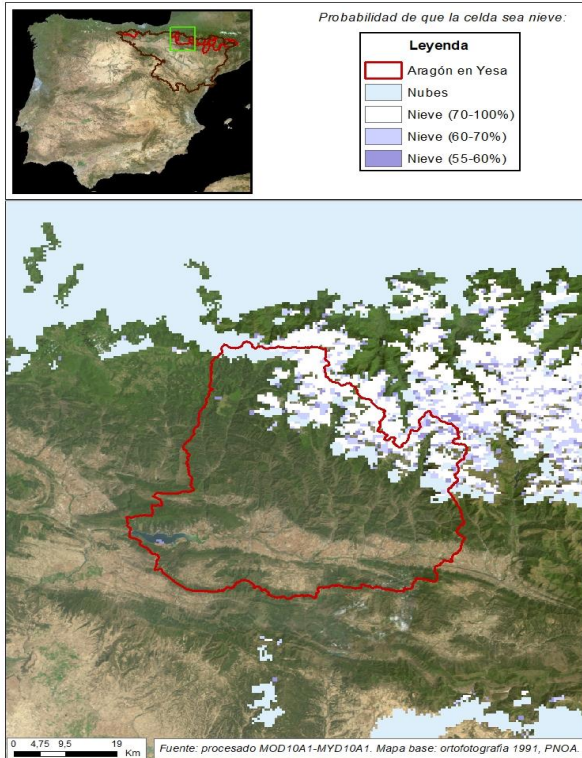 Probabilidad de que la celda sea nieve:
Leyenda
Aragón en Yesa
Nubes
Nieve (70-100%)
Nieve (60-70%)
Nieve (55-60%)
0 4,75 9,5 19
Km
Fuente: procesado MOD10A1-MYD10A1. Mapa base: ortofotografía 1991, PNOA.